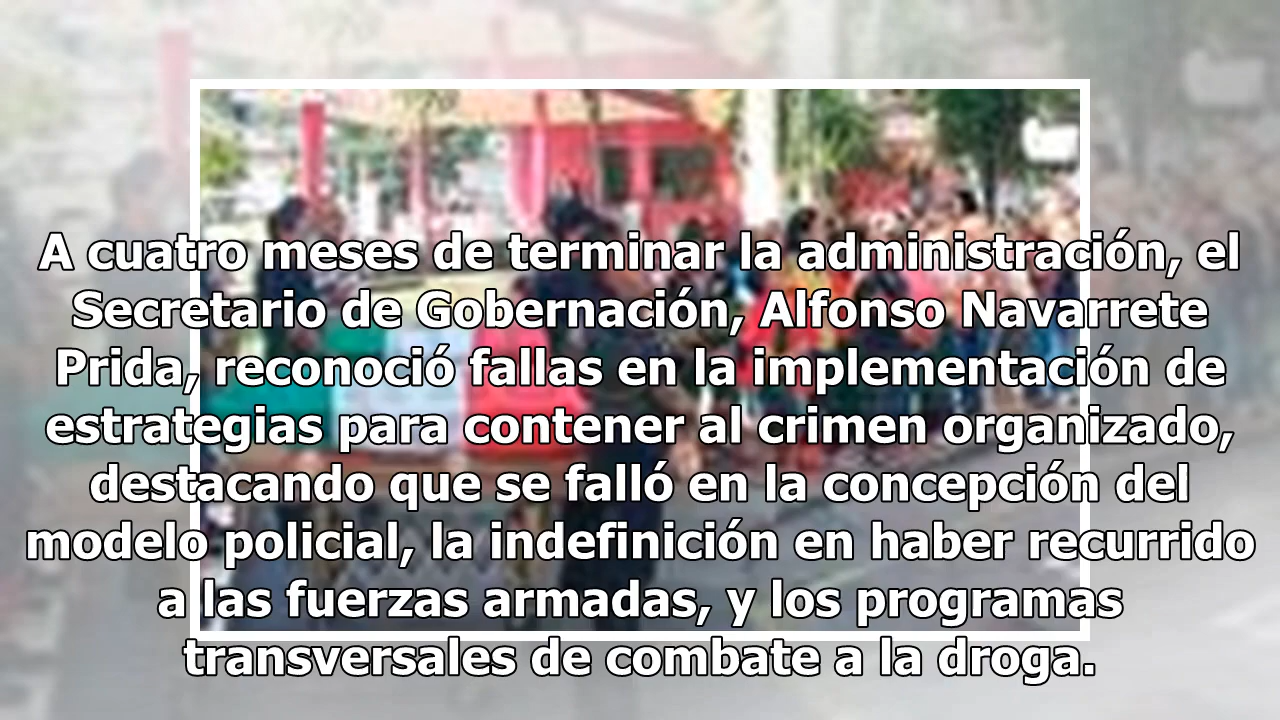 A cuatro meses de terminar la administración, el
Secretario de Gobernación, Alfonso Navarrete
Prida, reconoció fallas en la implementación de
estrategias para contener al crimen organizado,
destacando que se falló en la concepción del
modelo policial, la indefinición en haber recurrido
a las fuerzas armadas, y los programas
transversales de combate a la droga.